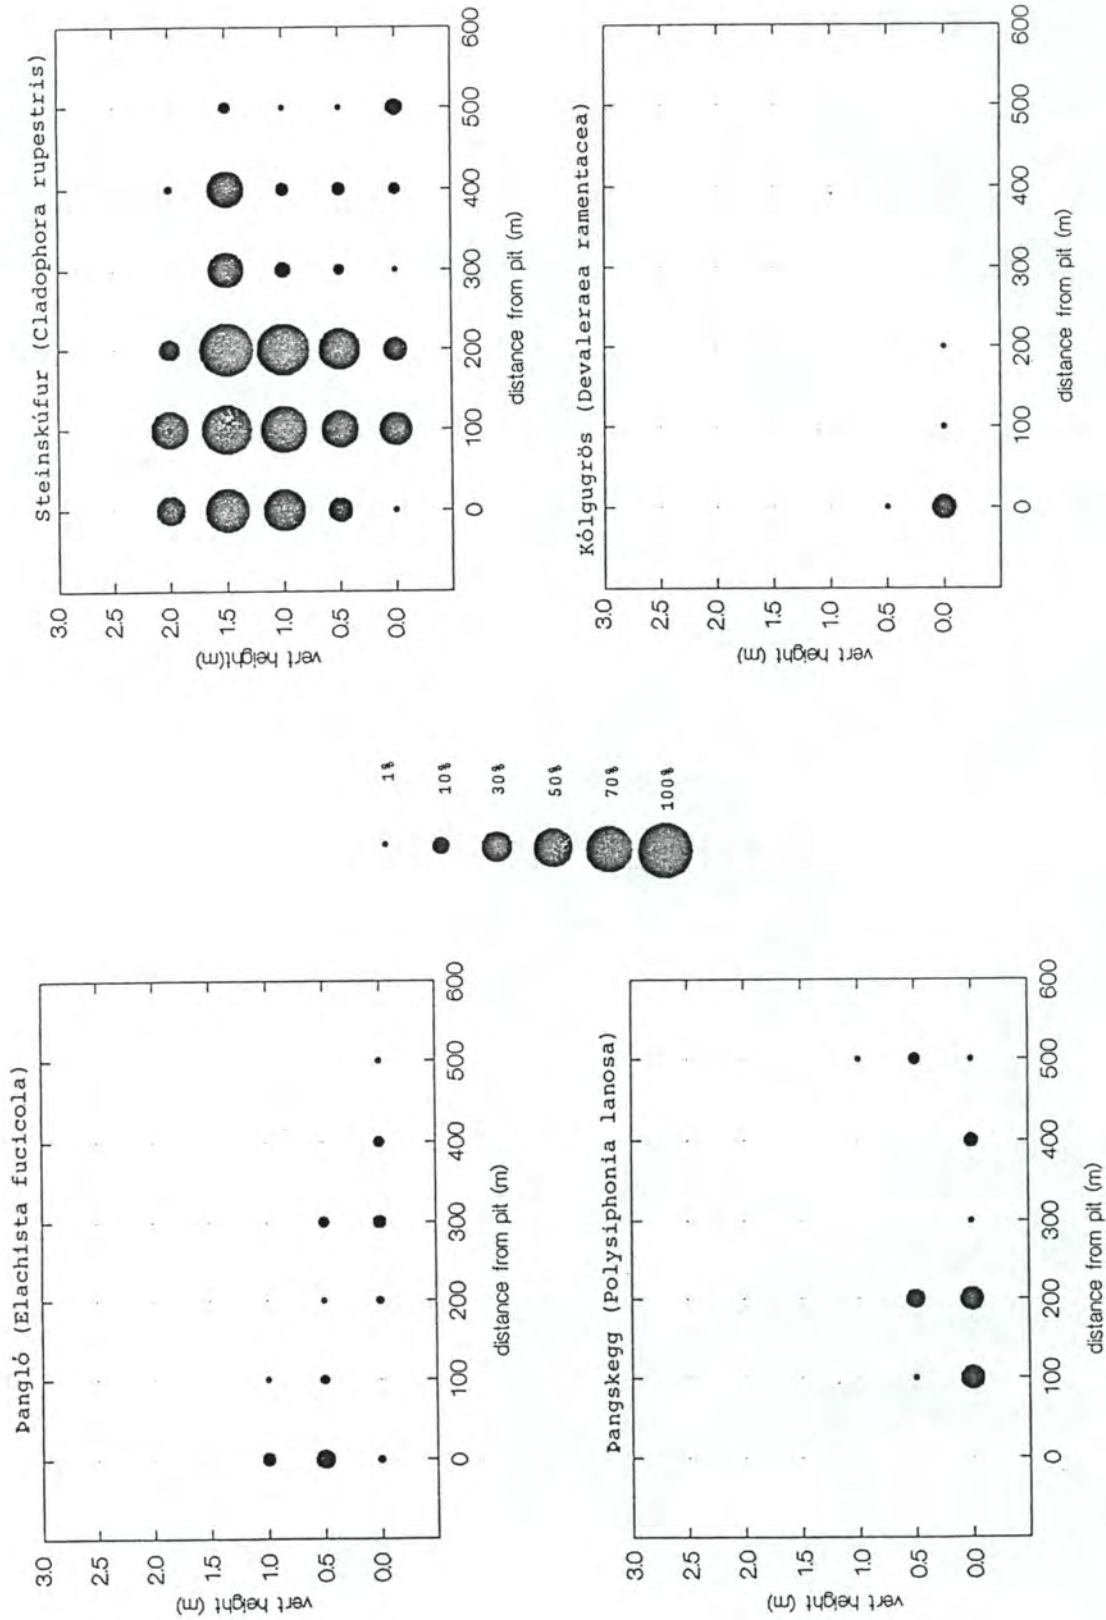 Þangló (Elachista fucicola)
3.0
2.5
2.0
1.5
1.0
0.5
0.0
vert height (m)
0 100 200 300 400 500 600
distance from pit (m)
Steinskúfur (Cladophora rupestris)
3.0
2.5
2.0
1.5
1.0
0.5
0.0
vert height(m)
0 100 200 300 400 500 600
distance from pit (m)
1%
10%
30%
50%
70%
100%
Þangskegg (Polysiphonia lanosa)
3.0
2.5
2.0
1.5
1.0
0.5
0.0
vert height (m)
0 100 200 300 400 500 600
distance from pit (m)
Kólgugrös (Devaleraea ramentacea)
3.0
2.5
2.0
1.5
1.0
0.5
0.0
vert height (m)
0 100 200 300 400 500 600
distance from pit (m)